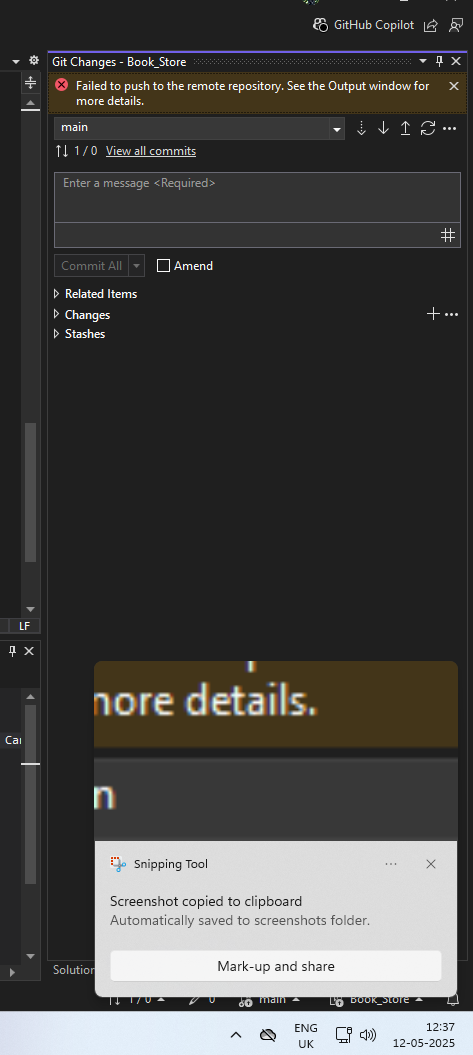 GitHub Copilot
Git Changes - Book_Store
Failed to push to the remote repository. See the Output window for
more details.
main
1 / 0 View all commits
Enter a message <Required>
Commit All Amend
Related Items
Changes
Stashes
LF
more details.
n
Snipping Tool
Screenshot copied to clipboard
Automatically saved to screenshots folder.
Mark-up and share
Solution
1 / 0 0 main Book_Store
ENG
UK
12:37
12-05-2025